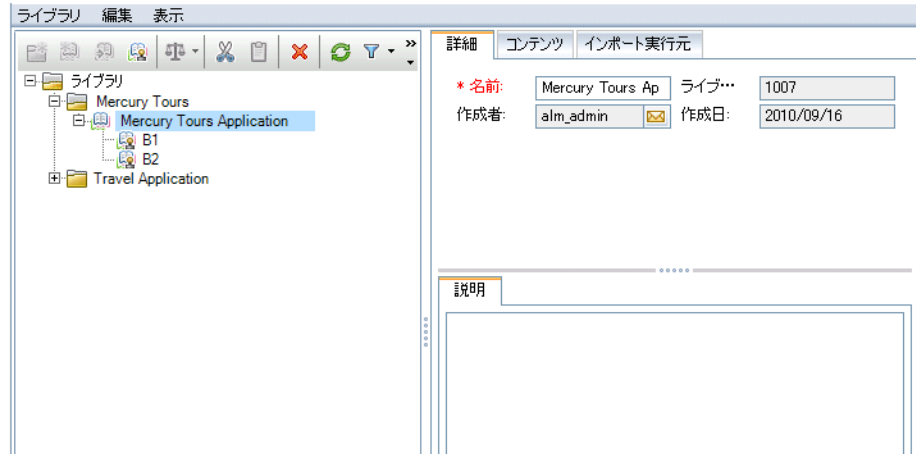 ライブラリ 編集 表示
詳細 コンテンツ インポート実行元
ライブラリ
Mercury Tours
Mercury Tours Application
B1
B2
Travel Application
* 名前: Mercury Tours Ap ライブ… 1007
作成者: alm_admin 作成日: 2010/09/16
説明